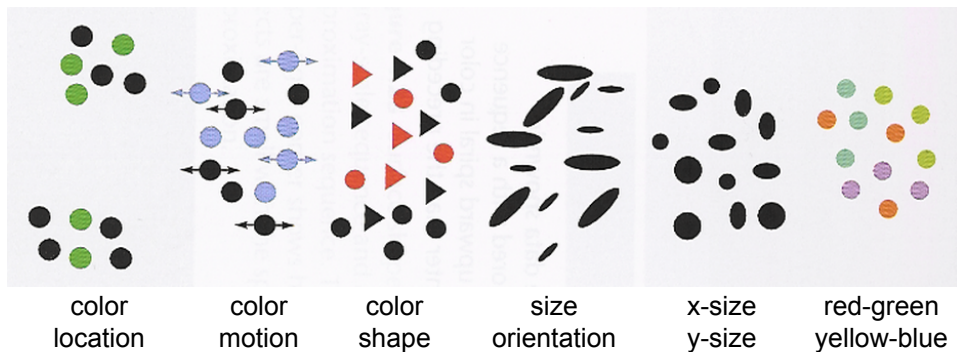 color
location
color
motion
color
shape
size
orientation
x-size
y-size
red-green
yellow-blue